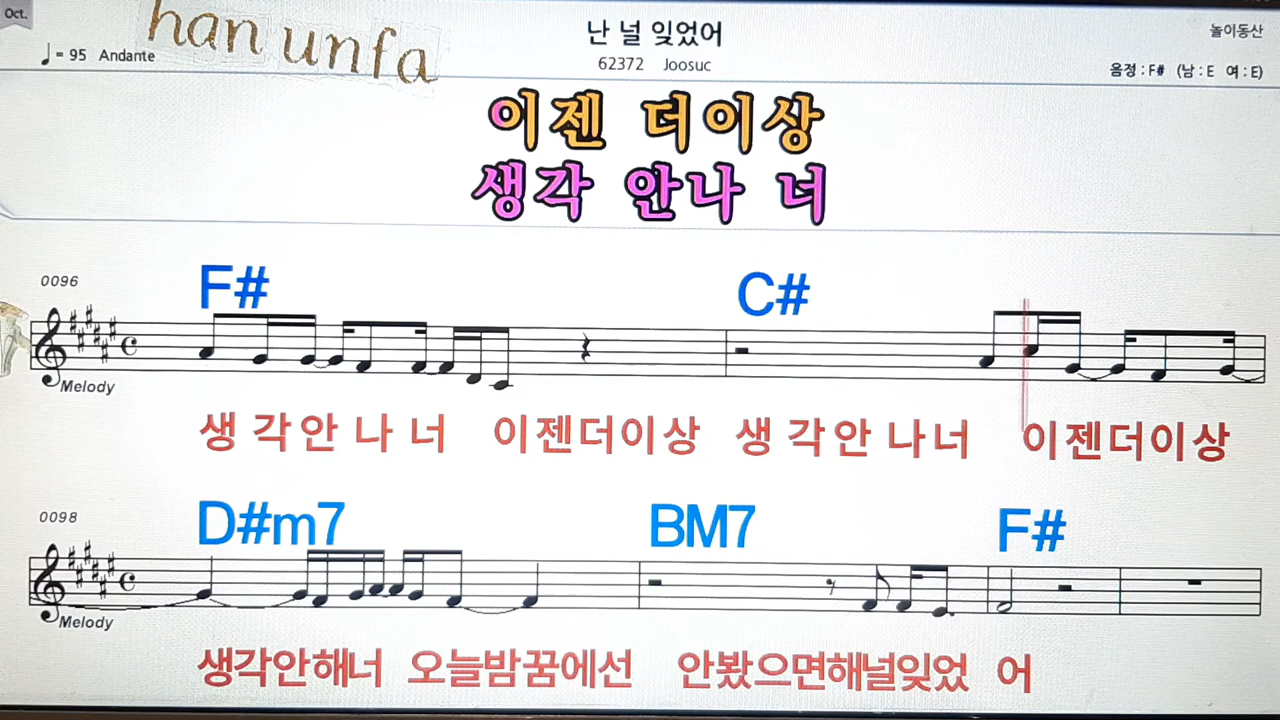 Oct.
han unfa
난 널 잊었어
놀이동산
♩= 95 Andante
62372 Joosuc
음정 : F# (남 : E 여 : E)
이젠 더이상
생각 안나 너
0096
F# C#
Melody
생 각 안 나 너 이젠더이상 생 각 안 나 너 이젠더이상
0098
D#m7 BM7 F#
Melody
생각안해너 오늘밤꿈에선 안봤으면해널잊었 어